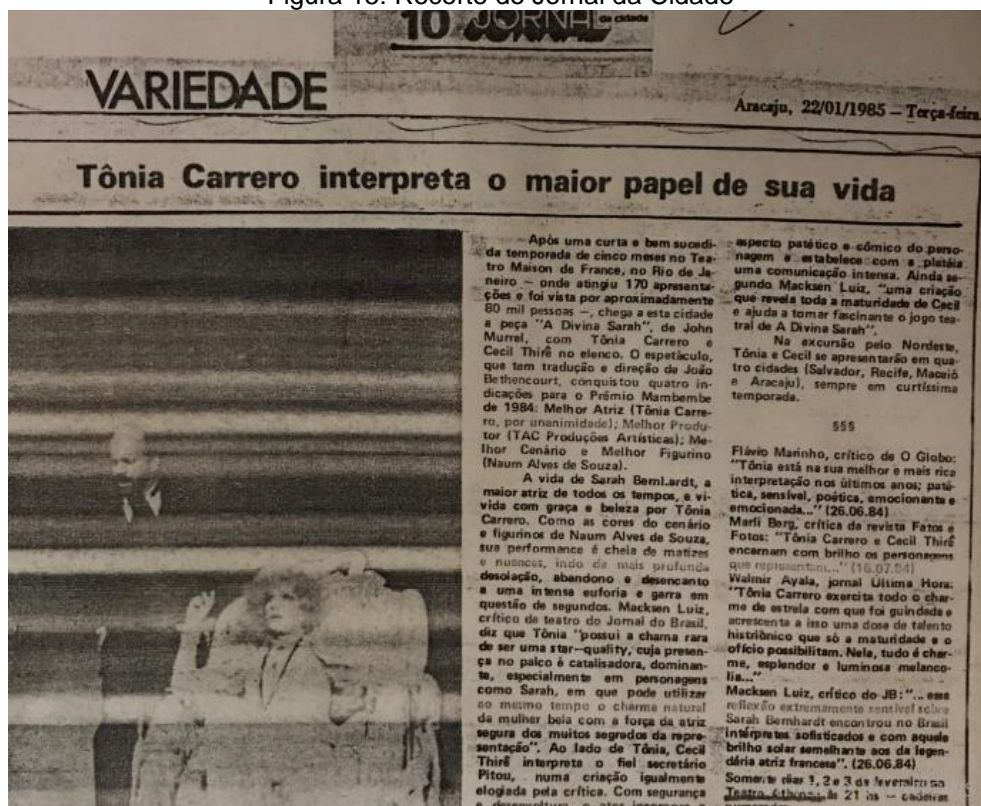 Figura 15: Recorte do Jornal da Cidade
10 JORNAL da cidade
VARIEDADE
Aracaju, 22/01/1985 — Terça-feira
Tônia Carrero interpreta o maior papel de sua vida
— Após uma curta e bem sucedi-
da temporada de cinco meses no Tea-
tro Maison de France, no Rio de Ja-
neiro — onde atingiu 170 apresenta-
ções e foi vista por aproximadamente
80 mil pessoas —, chega a esta cidade
a peça "A Divina Sarah", de John
Murrel, com Tônia Carrero e
Cecil Thirê no elenco. O espetáculo,
que tem tradução e direção de João
Bethencourt, conquistou quatro in-
dicações para o Prêmio Mambembe
de 1984: Melhor Atriz (Tônia Carre-
ro, por unanimidade); Melhor Produ-
tor (TAC Produções Artísticas); Me-
lhor Cenário e Melhor Figurino
(Naum Alves de Souza).
A vida de Sarah Bernl.ardt, a
maior atriz de todos os tempos, e vi-
vida com graça e beleza por Tônia
Carrero. Como as cores do cenário
e figurinos de Naum Alves de Souza,
sua performance é cheia de matizes
e nuances, indo da mais profunda
desolação, abandono e desencanto
a uma intensa euforia e garra em
questão de segundos. Macksen Luiz,
crítico de teatro do Jornal do Brasil,
diz que Tônia "possui a chama rara
de ser uma star—quality, cuja presen-
ça no palco é catalisadora, dominan-
te, especialmente em personagens
como Sarah, em que pode utilizar
ao mesmo tempo o charme natural
da mulher bela com a força da atriz
segura dos muitos segredos da repre-
sentação". Ao lado de Tônia, Cecil
Thirê interpreta o fiel secretário
Pitou, numa criação igualmente
elogiada pela crítica. Com segurança
e desenvoltura, o ator incorpora o
aspecto patético e cômico do perso-
nagem e estabelece com a platéia
uma comunicação intensa. Ainda se-
gundo Macksen Luiz, "uma criação
que revela toda a maturidade de Cecil
e ajuda a tornar fascinante o jogo tea-
tral de A Divina Sarah".
Na excursão pelo Nordeste,
Tônia e Cecil se apresentarão em qua-
tro cidades (Salvador, Recife, Maceió
e Aracaju), sempre em curtíssima
temporada.
§§§
Flávio Marinho, crítico de O Globo:
"Tônia está na sua melhor e mais rica
interpretação nos últimos anos; paté-
tica, sensível, poética, emocionante e
emocionada..." (26.06.84)
Marli Berg, crítica da revista Fatos e
Fotos: "Tônia Carrero e Cecil Thirê
encarnam com brilho os personagens
que representam..." (16.07.84)
Walmir Ayala, jornal Última Hora:
"Tônia Carrero exercita todo o char-
me de estrela com que foi guindada e
acrescenta a isso uma dose de talento
histriônico que só a maturidade e o
ofício possibilitam. Nela, tudo é char-
me, esplendor e luminosa melanco-
lia..."
Macksen Luiz, crítico do JB: "... essa
reflexão extremamente sensível sobre
Sarah Bernhardt encontrou no Brasil
intérpretes sofisticados e com aquele
brilho solar semelhante aos da legen-
dária atriz francesa". (26.06.84)
Somente dias 1, 2 e 3 de fevereiro no
Teatro Atheneu às 21 hs — cadeiras